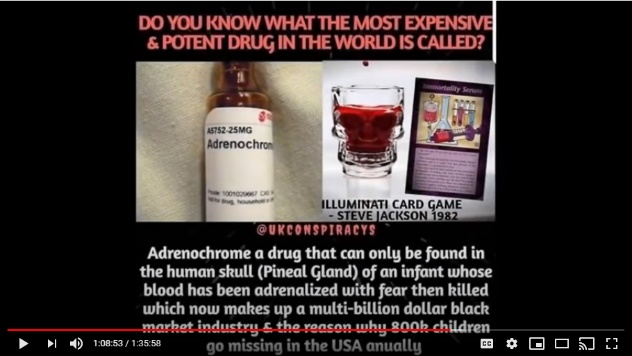 DO YOU KNOW WHAT THE MOST EXPENSIVE
& POTENT DRUG IN THE WORLD IS CALLED?
A5752-25MG
Adrenochrom
Immortality Serum
ILLUMINATI CARD GAME
- STEVE JACKSON 1982
@UKCONSPIRACYS
Adrenochrome a drug that can only be found in
the human skull (Pineal Gland) of an infant whose
blood has been adrenalized with fear then killed
which now makes up a multi-billion dollar black
market industry & the reason why 800k children
go missing in the USA anually
1:08:53 / 1:35:58